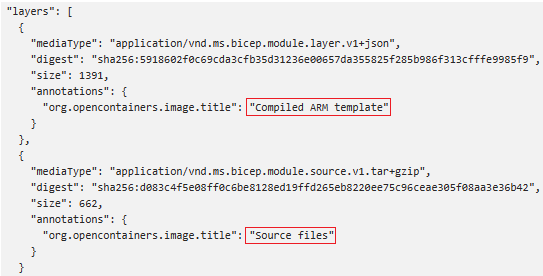 "layers": [
{
"mediaType": "application/vnd.ms.bicep.module.layer.v1+json",
"digest": "sha256:5918602f0c69cda3cfb35d31236e00657da355825f285b986f313cfffe9985f9",
"size": 1391,
"annotations": {
"org.opencontainers.image.title": "Compiled ARM template"
}
},
{
"mediaType": "application/vnd.ms.bicep.module.source.v1.tar+gzip",
"digest": "sha256:d083c4f5e08ff0c6be8128ed19ffd265eb8220ee75c96ceae305f08aa3e36b42",
"size": 662,
"annotations": {
"org.opencontainers.image.title": "Source files"
}
}